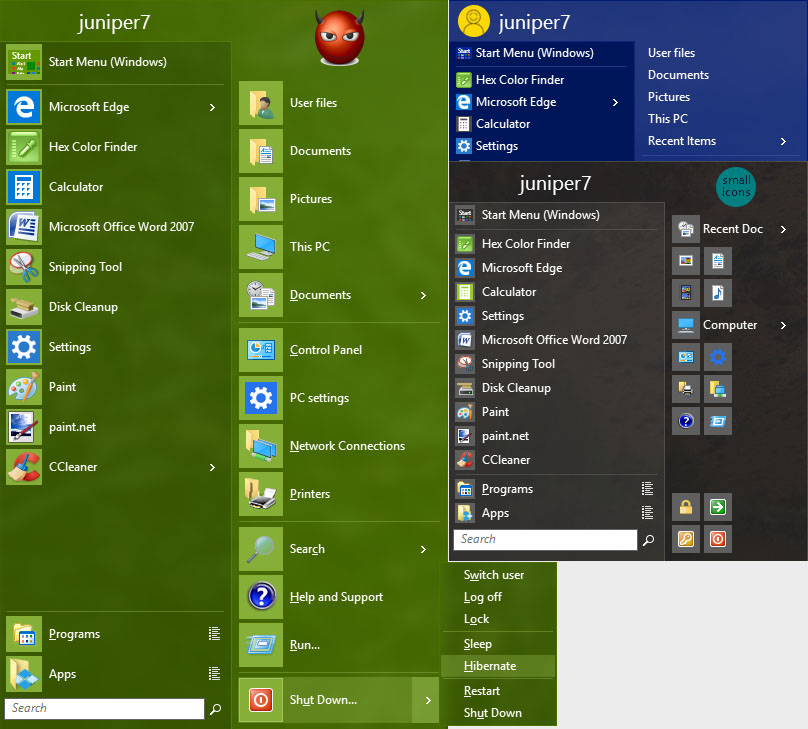 juniper7
Start
Start Menu (Windows)
Microsoft Edge
Hex Color Finder
Calculator
Microsoft Office Word 2007
Snipping Tool
Disk Cleanup
Settings
Paint
paint.net
CCleaner
Programs
Apps
Search
User files
Documents
Pictures
This PC
Documents
Control Panel
PC settings
Network Connections
Printers
Search
Help and Support
Run...
Shut Down...
Switch user
Log off
Lock
Sleep
Hibernate
Restart
Shut Down
juniper7
Start Menu (Windows)
Hex Color Finder
Microsoft Edge
Calculator
Settings
User files
Documents
Pictures
This PC
Recent Items
juniper7
small
icons
Start Menu (Windows)
Hex Color Finder
Microsoft Edge
Calculator
Settings
Microsoft Office Word 2007
Snipping Tool
Disk Cleanup
Paint
paint.net
CCleaner
Programs
Apps
Search
Recent Doc
Computer